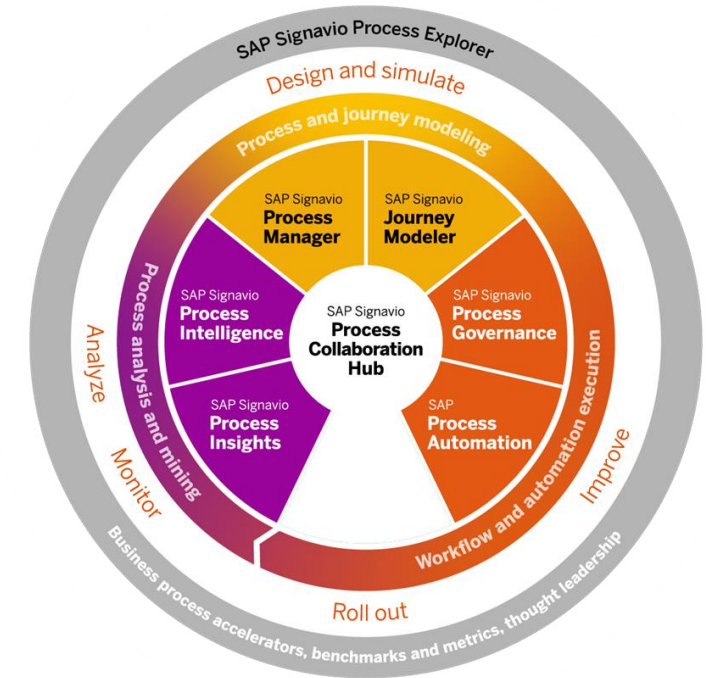 SAP Signavio Process Explorer
Design and simulate
Process and journey modeling
SAP Signavio
Process
Manager
SAP Signavio
Journey
Modeler
SAP Signavio
Process
Intelligence
SAP Signavio
Process
Collaboration
Hub
SAP Signavio
Process
Governance
SAP Signavio
Process
Insights
SAP
Process
Automation
Process analysis and mining
Workflow and automation execution
Analyze
Monitor
Improve
Roll out
Business process accelerators, benchmarks and metrics, thought leadership